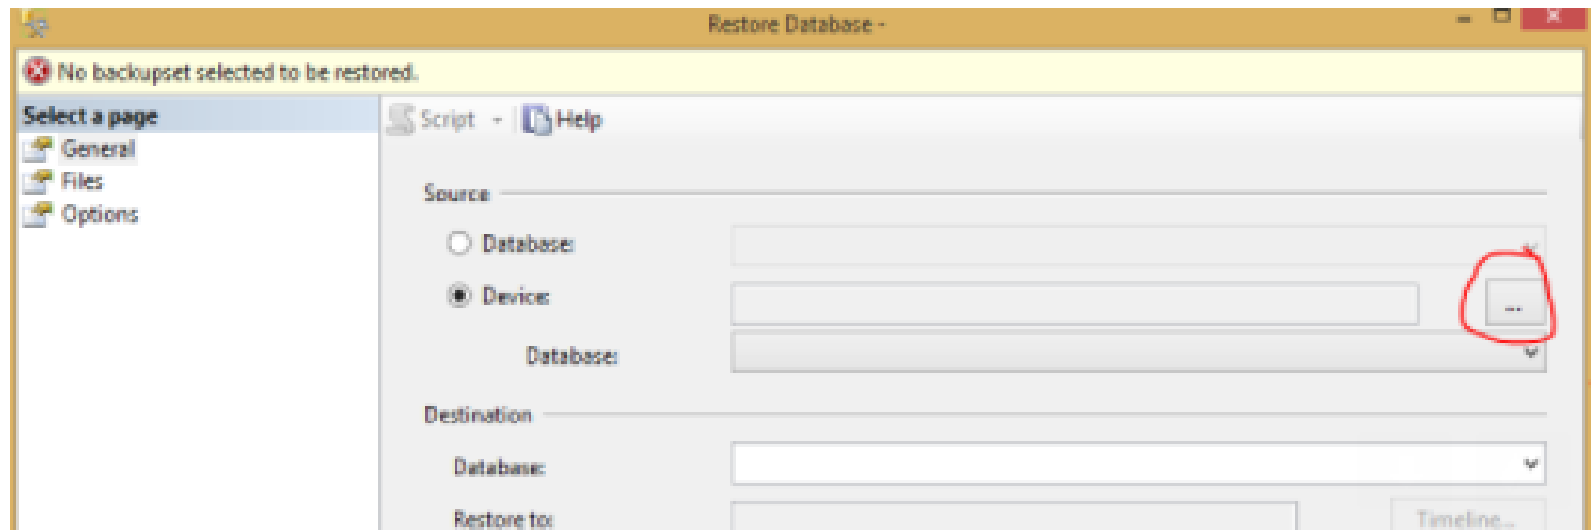 Restore Database -
No backupset selected to be restored.
Select a page
General
Files
Options
Script
Help
Source
Database:
Device:
...
Database:
Destination
Database:
Restore to:
Timeline...